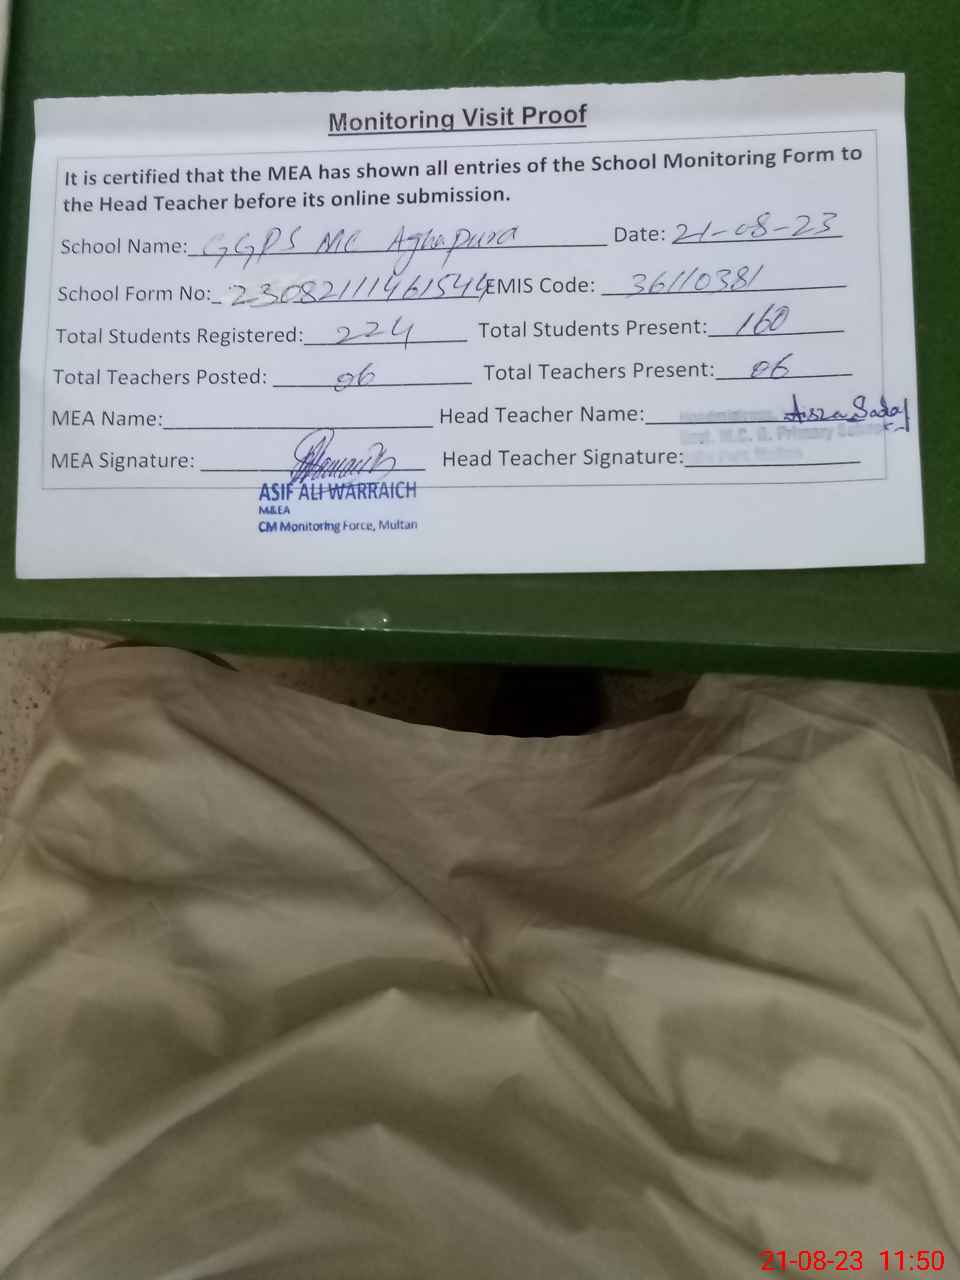 Monitoring Visit Proof
It is certified that the MEA has shown all entries of the School Monitoring Form to
the Head Teacher before its online submission.
School Name: GGPS MC Aghapura Date: 21-08-23
School Form No: 23082111461544 EMIS Code: 36110381
Total Students Registered: 224 Total Students Present: 160
Total Teachers Posted: 06 Total Teachers Present: 06
MEA Name: Head Teacher Name: Asra Sadaf
MEA Signature: Head Teacher Signature:
ASIF ALI WARRAICH
M&EA
CM Monitoring Force, Multan
21-08-23 11:50